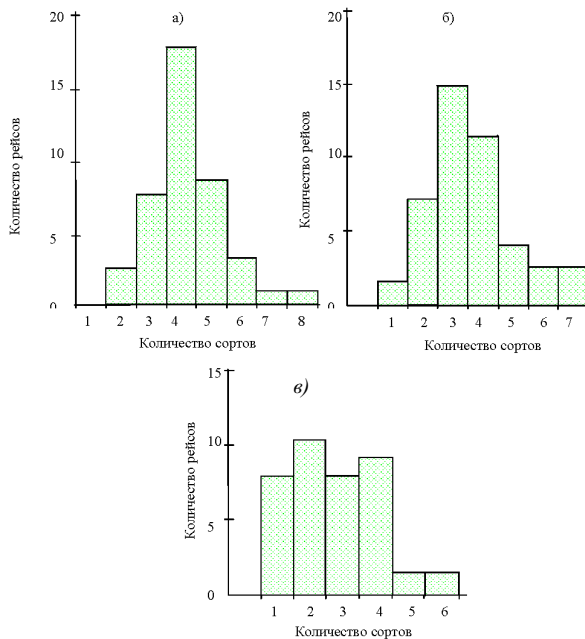 а)
20
15
10
5
0
Количество рейсов
1 2 3 4 5 6 7 8
Количество сортов
б)
20
15
10
5
0
Количество рейсов
1 2 3 4 5 6 7
Количество сортов
в)
15
10
5
0
Количество рейсов
1 2 3 4 5 6
Количество сортов